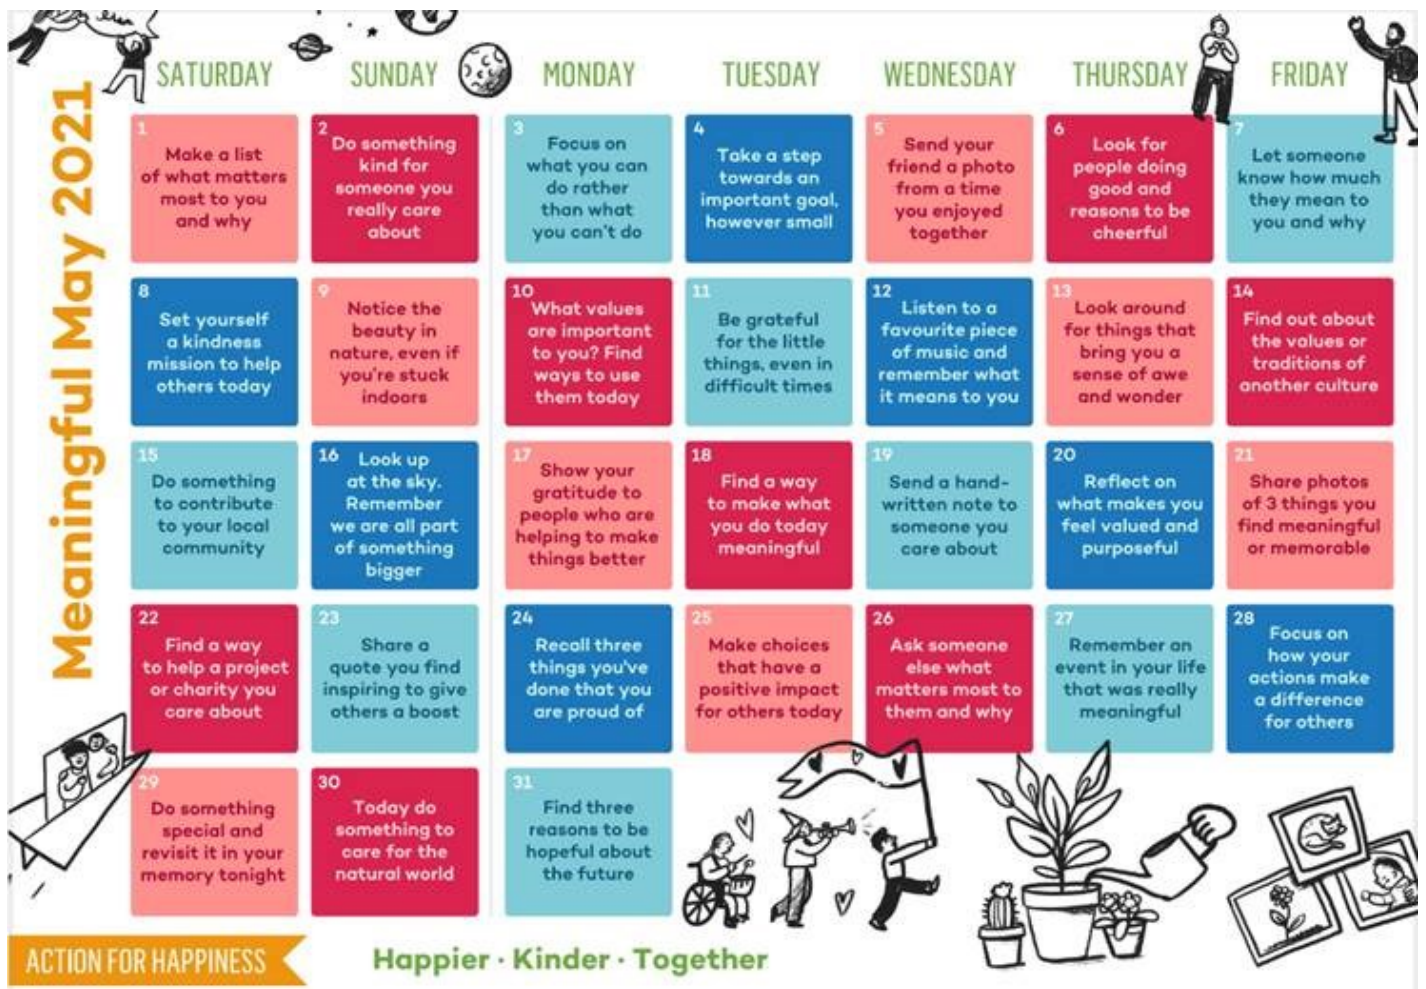 Meaningful May 2021
SATURDAY SUNDAY MONDAY TUESDAY WEDNESDAY THURSDAY FRIDAY
1
Make a list
of what matters
most to you
and why
2
Do something
kind for
someone you
really care
about
3
Focus on
what you can
do rather
than what
you can't do
4
Take a step
towards an
important goal,
however small
5
Send your
friend a photo
from a time
you enjoyed
together
6
Look for
people doing
good and
reasons to be
cheerful
7
Let someone
know how much
they mean to
you and why
8
Set yourself
a kindness
mission to help
others today
9
Notice the
beauty in
nature, even if
you're stuck
indoors
10
What values
are important
to you? Find
ways to use
them today
11
Be grateful
for the little
things, even in
difficult times
12
Listen to a
favourite piece
of music and
remember what
it means to you
13
Look around
for things that
bring you a
sense of awe
and wonder
14
Find out about
the values or
traditions of
another culture
15
Do something
to contribute
to your local
community
16
Look up
at the sky.
Remember
we are all part
of something
bigger
17
Show your
gratitude to
people who are
helping to make
things better
18
Find a way
to make what
you do today
meaningful
19
Send a hand-
written note to
someone you
care about
20
Reflect on
what makes you
feel valued and
purposeful
21
Share photos
of 3 things you
find meaningful
or memorable
22
Find a way
to help a project
or charity you
care about
23
Share a
quote you find
inspiring to give
others a boost
24
Recall three
things you've
done that you
are proud of
25
Make choices
that have a
positive impact
for others today
26
Ask someone
else what
matters most to
them and why
27
Remember an
event in your life
that was really
meaningful
28
Focus on
how your
actions make
a difference
for others
29
Do something
special and
revisit it in your
memory tonight
30
Today do
something to
care for the
natural world
31
Find three
reasons to be
hopeful about
the future
ACTION FOR HAPPINESS
Happier · Kinder · Together